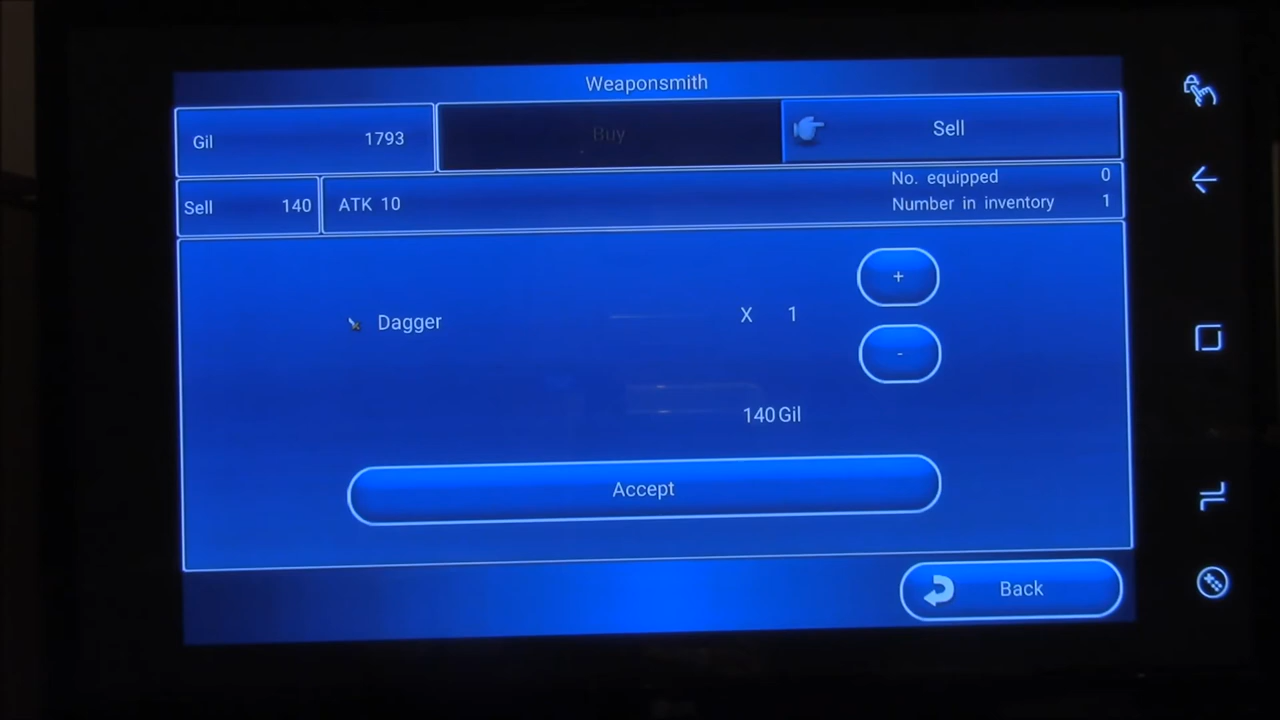 Weaponsmith
Gil 1793
Buy
Sell
Sell 140
ATK 10
No. equipped 0
Number in inventory 1
+
Dagger X 1
-
140 Gil
Accept
Back